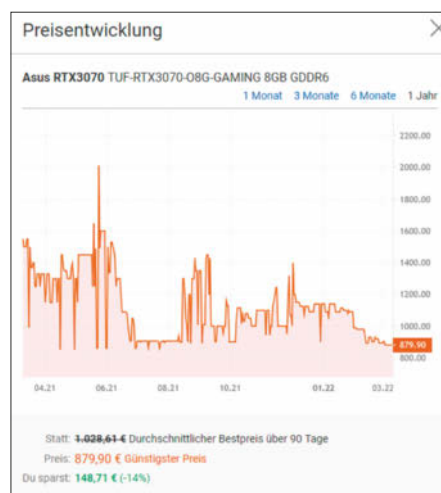 Preisentwicklung
Asus RTX3070 TUF-RTX3070-O8G-GAMING 8GB GDDR6
1 Monat 3 Monate 6 Monate 1 Jahr
2200.00
2000.00
1800.00
1600.00
1400.00
1200.00
1000.00
879,90
800.00
04.21 06.21 08.21 10.21 01.22 03.22
Statt: 1.028,61 € Durchschnittlicher Bestpreis über 90 Tage
Preis: 879,90 € Günstigster Preis
Du sparst: 148,71 € (-14%)